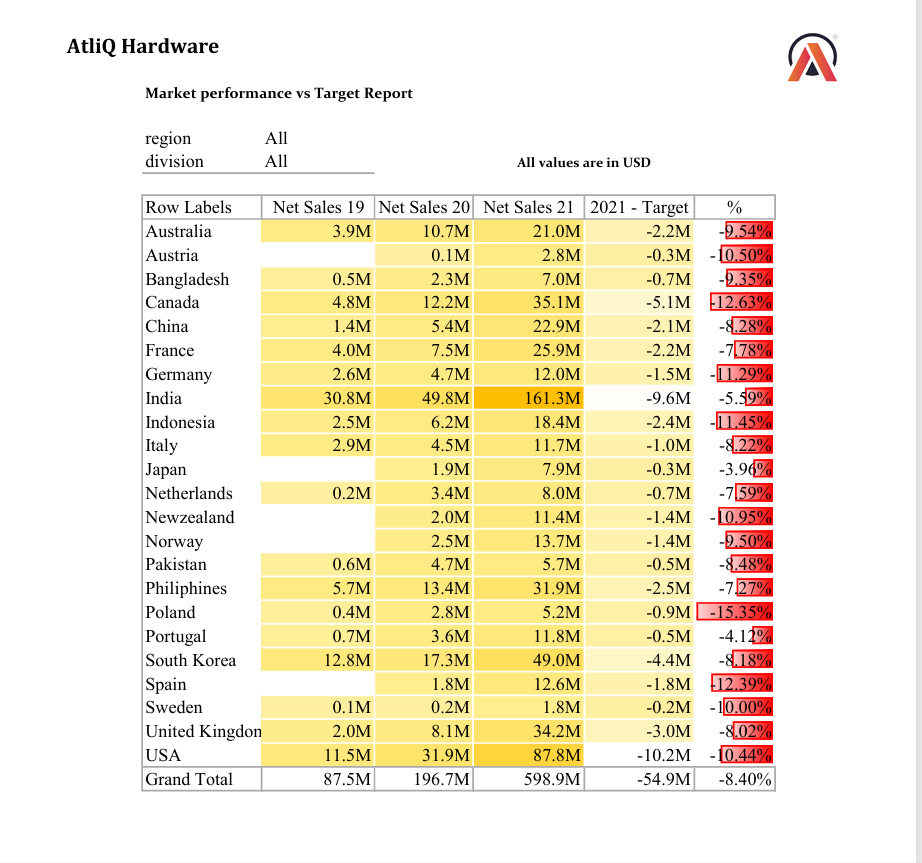 AtliQ Hardware
Market performance vs Target Report
region All
division All All values are in USD
Row Labels Net Sales 19 Net Sales 20 Net Sales 21 2021 - Target %
Australia 3.9M 10.7M 21.0M -2.2M -9.54%
Austria 0.1M 2.8M -0.3M -10.50%
Bangladesh 0.5M 2.3M 7.0M -0.7M -9.35%
Canada 4.8M 12.2M 35.1M -5.1M -12.63%
China 1.4M 5.4M 22.9M -2.1M -8.28%
France 4.0M 7.5M 25.9M -2.2M -7.78%
Germany 2.6M 4.7M 12.0M -1.5M -11.29%
India 30.8M 49.8M 161.3M -9.6M -5.59%
Indonesia 2.5M 6.2M 18.4M -2.4M -11.45%
Italy 2.9M 4.5M 11.7M -1.0M -8.22%
Japan 1.9M 7.9M -0.3M -3.96%
Netherlands 0.2M 3.4M 8.0M -0.7M -7.59%
Newzealand 2.0M 11.4M -1.4M -10.95%
Norway 2.5M 13.7M -1.4M -9.50%
Pakistan 0.6M 4.7M 5.7M -0.5M -8.48%
Philiphines 5.7M 13.4M 31.9M -2.5M -7.27%
Poland 0.4M 2.8M 5.2M -0.9M -15.35%
Portugal 0.7M 3.6M 11.8M -0.5M -4.12%
South Korea 12.8M 17.3M 49.0M -4.4M -8.18%
Spain 1.8M 12.6M -1.8M -12.39%
Sweden 0.1M 0.2M 1.8M -0.2M -10.00%
United Kingdon 2.0M 8.1M 34.2M -3.0M -8.02%
USA 11.5M 31.9M 87.8M -10.2M -10.44%
Grand Total 87.5M 196.7M 598.9M -54.9M -8.40%